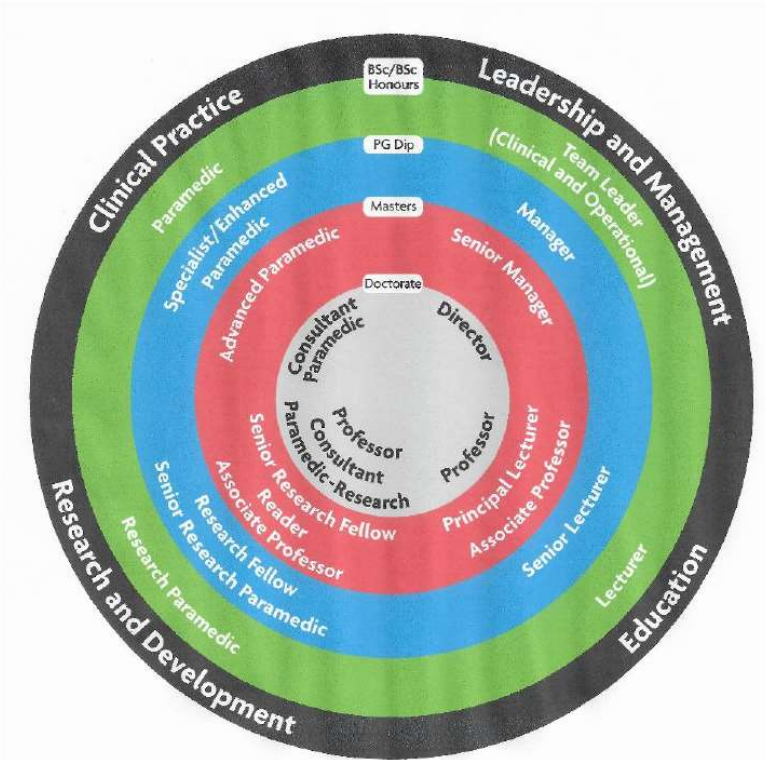 BSc/BSc
Honours
PG Dip
Masters
Doctorate
Clinical Practice
Paramedic
Specialist/Enhanced
Paramedic
Advanced Paramedic
Consultant
Paramedic
Leadership and Management
Team Leader
(Clinical and Operational)
Manager
Senior Manager
Director
Research and Development
Research Paramedic
Research Fellow
Senior Research Paramedic
Senior Research Fellow
Reader
Associate Professor
Professor
Consultant
Paramedic-Research
Education
Lecturer
Senior Lecturer
Principal Lecturer
Associate Professor
Professor